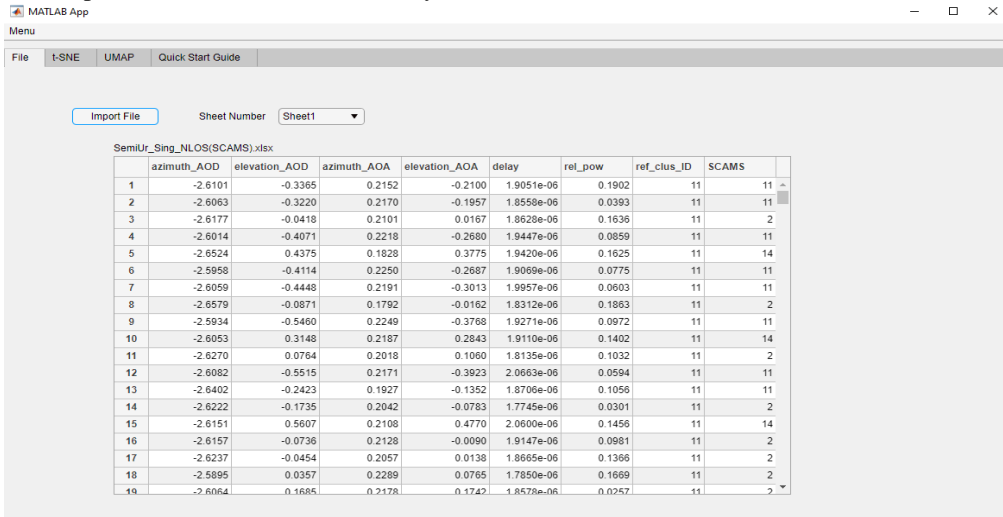 MATLAB App
Menu
File t-SNE UMAP Quick Start Guide
Import File Sheet Number Sheet1
SemiUr_Sing_NLOS(SCAMS).xlsx
azimuth_AOD elevation_AOD azimuth_AOA elevation_AOA delay rel_pow ref_clus_ID SCAMS
1 -2.6101 -0.3365 0.2152 -0.2100 1.9051e-06 0.1902 11 11
2 -2.6063 -0.3220 0.2170 -0.1957 1.8558e-06 0.0393 11 11
3 -2.6177 -0.0418 0.2101 0.0167 1.8628e-06 0.1636 11 2
4 -2.6014 -0.4071 0.2218 -0.2680 1.9447e-06 0.0859 11 11
5 -2.6524 0.4375 0.1828 0.3775 1.9420e-06 0.1625 11 14
6 -2.5958 -0.4114 0.2250 -0.2687 1.9069e-06 0.0775 11 11
7 -2.6059 -0.4448 0.2191 -0.3013 1.9957e-06 0.0603 11 11
8 -2.6579 -0.0871 0.1792 -0.0162 1.8312e-06 0.1863 11 2
9 -2.5934 -0.5460 0.2249 -0.3768 1.9271e-06 0.0972 11 11
10 -2.6053 0.3148 0.2187 0.2843 1.9110e-06 0.1402 11 14
11 -2.6270 0.0764 0.2018 0.1060 1.8135e-06 0.1032 11 2
12 -2.6082 -0.5515 0.2171 -0.3923 2.0663e-06 0.0594 11 11
13 -2.6402 -0.2423 0.1927 -0.1352 1.8706e-06 0.1056 11 11
14 -2.6222 -0.1735 0.2042 -0.0783 1.7745e-06 0.0301 11 2
15 -2.6151 0.5607 0.2108 0.4770 2.0600e-06 0.1456 11 14
16 -2.6157 -0.0736 0.2128 -0.0090 1.9147e-06 0.0981 11 2
17 -2.6237 -0.0454 0.2057 0.0138 1.8665e-06 0.1366 11 2
18 -2.5895 0.0357 0.2289 0.0765 1.7850e-06 0.1669 11 2
19 -2.6064 0.1685 0.2178 0.1742 1.8578e-06 0.0257 11 2